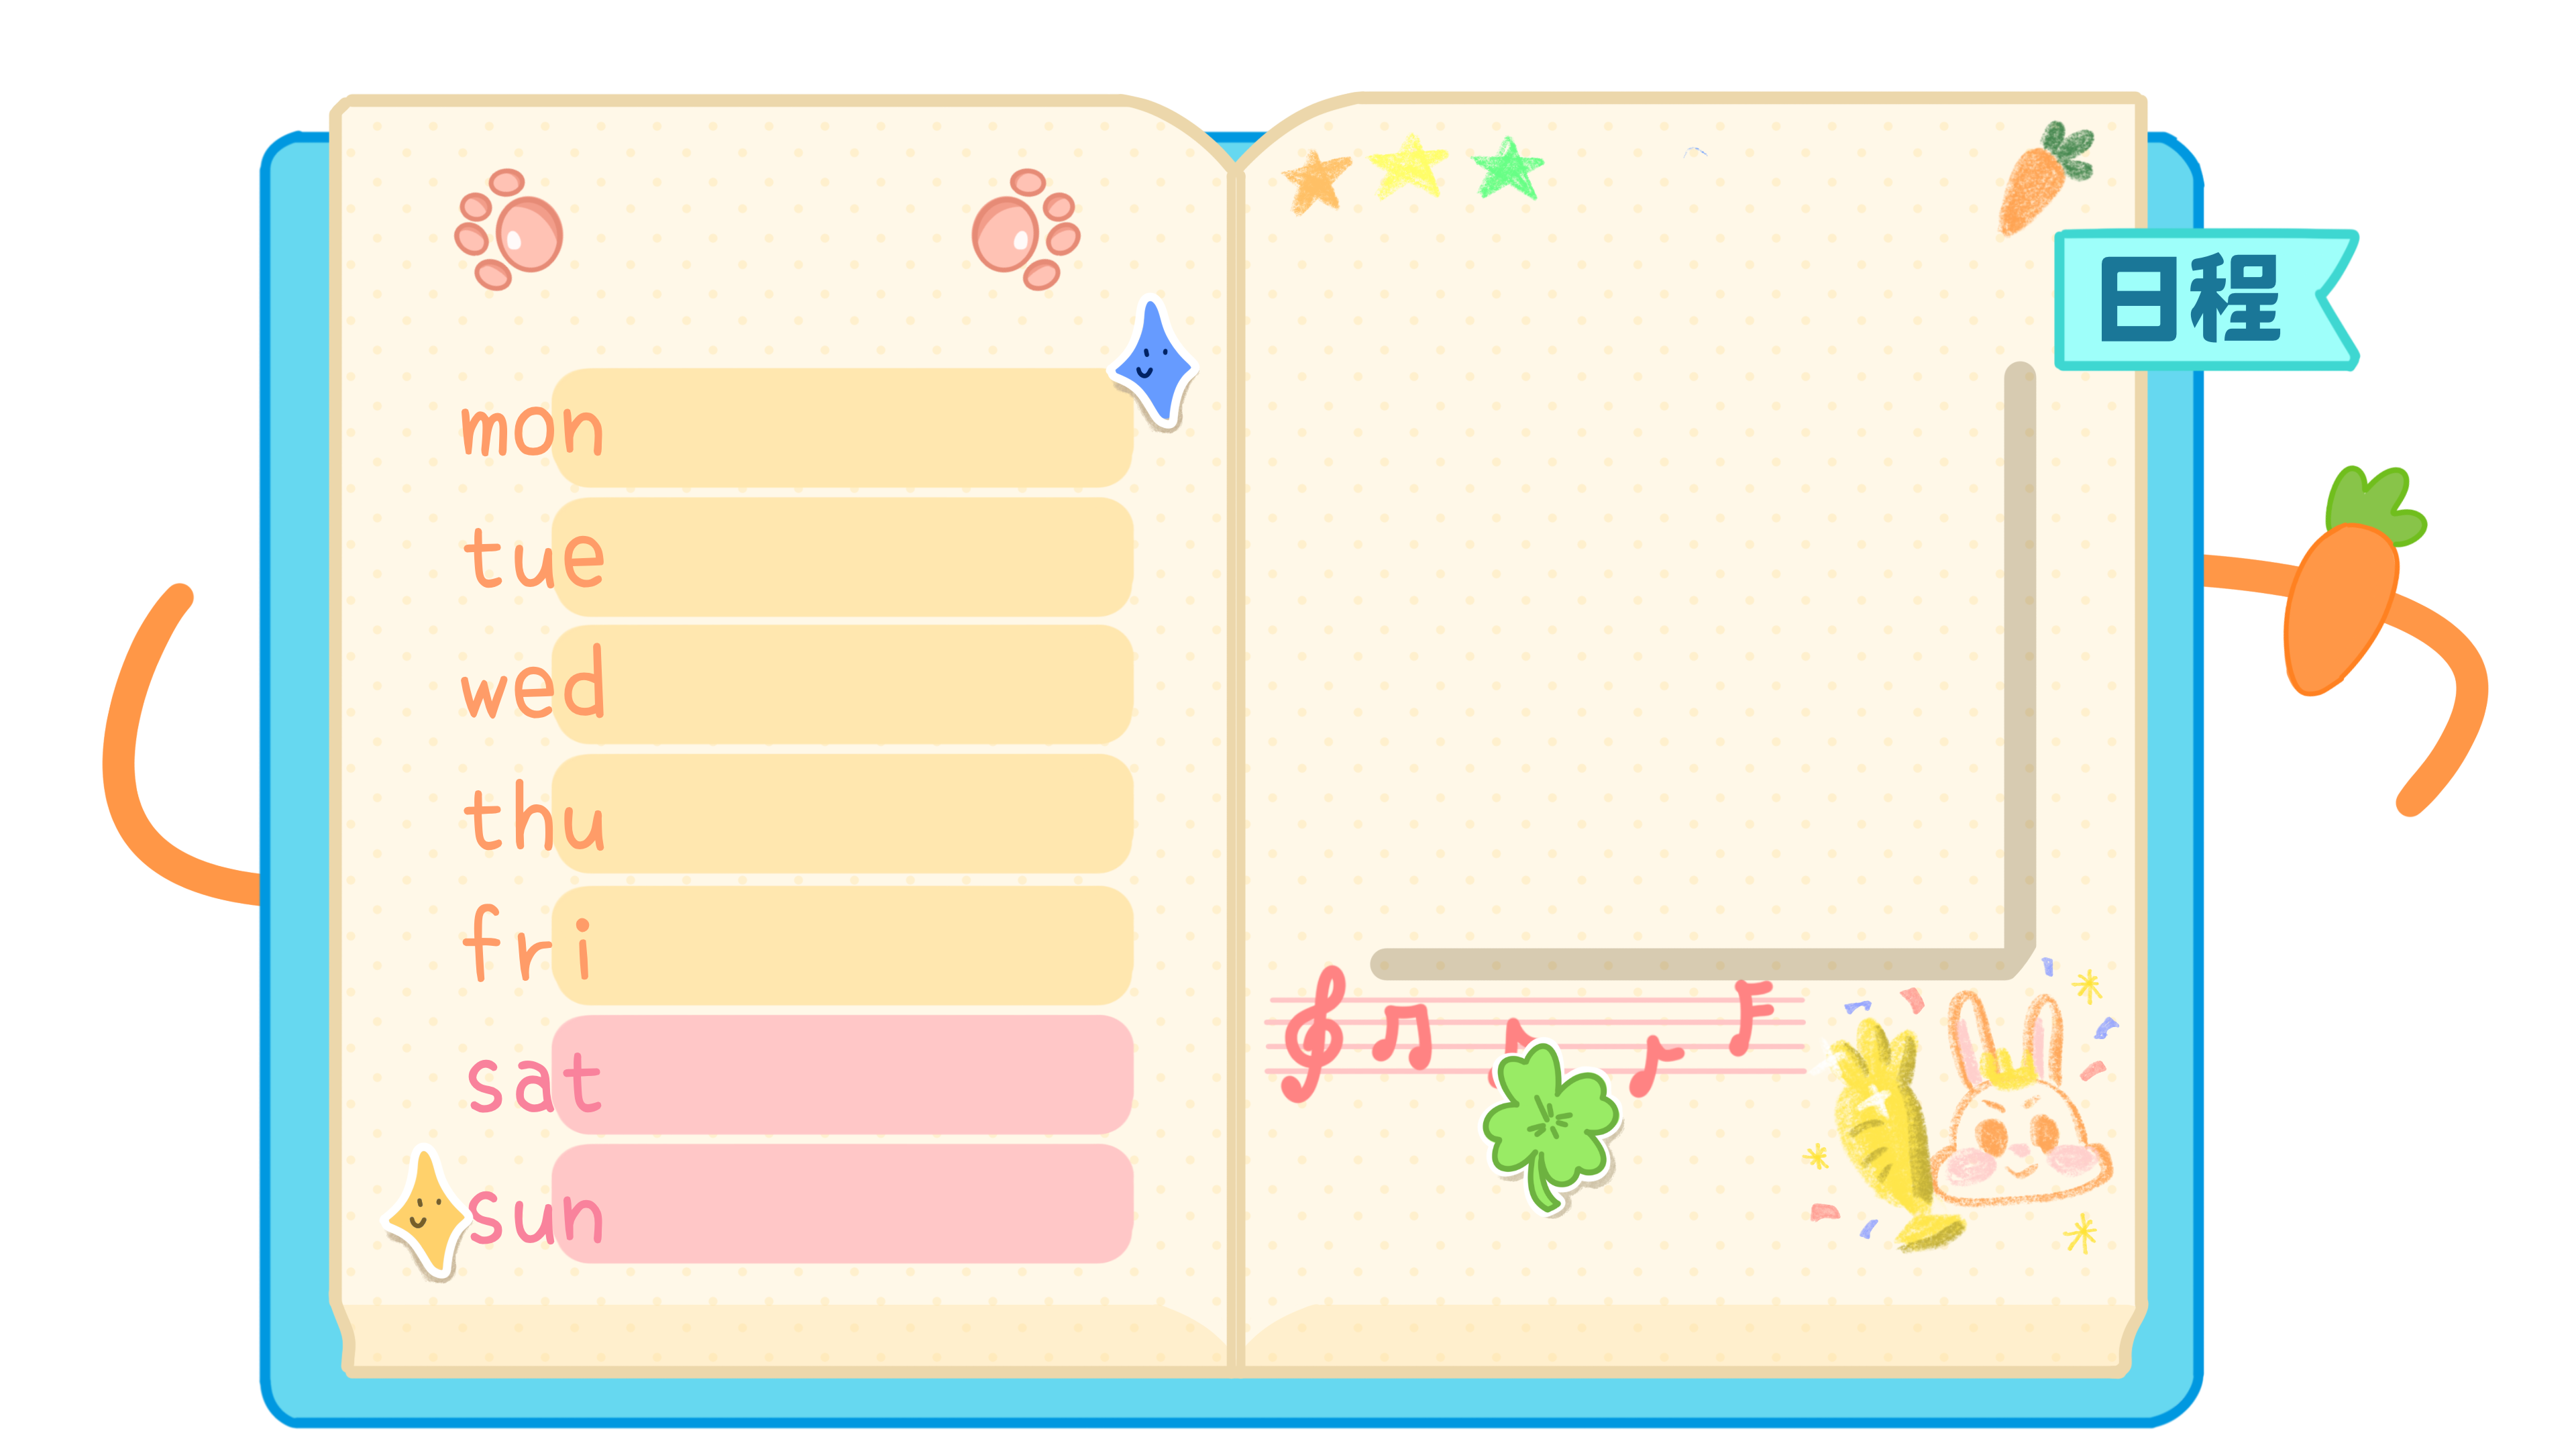 mon
tue
wed
thu
fri
sat
sun
日程